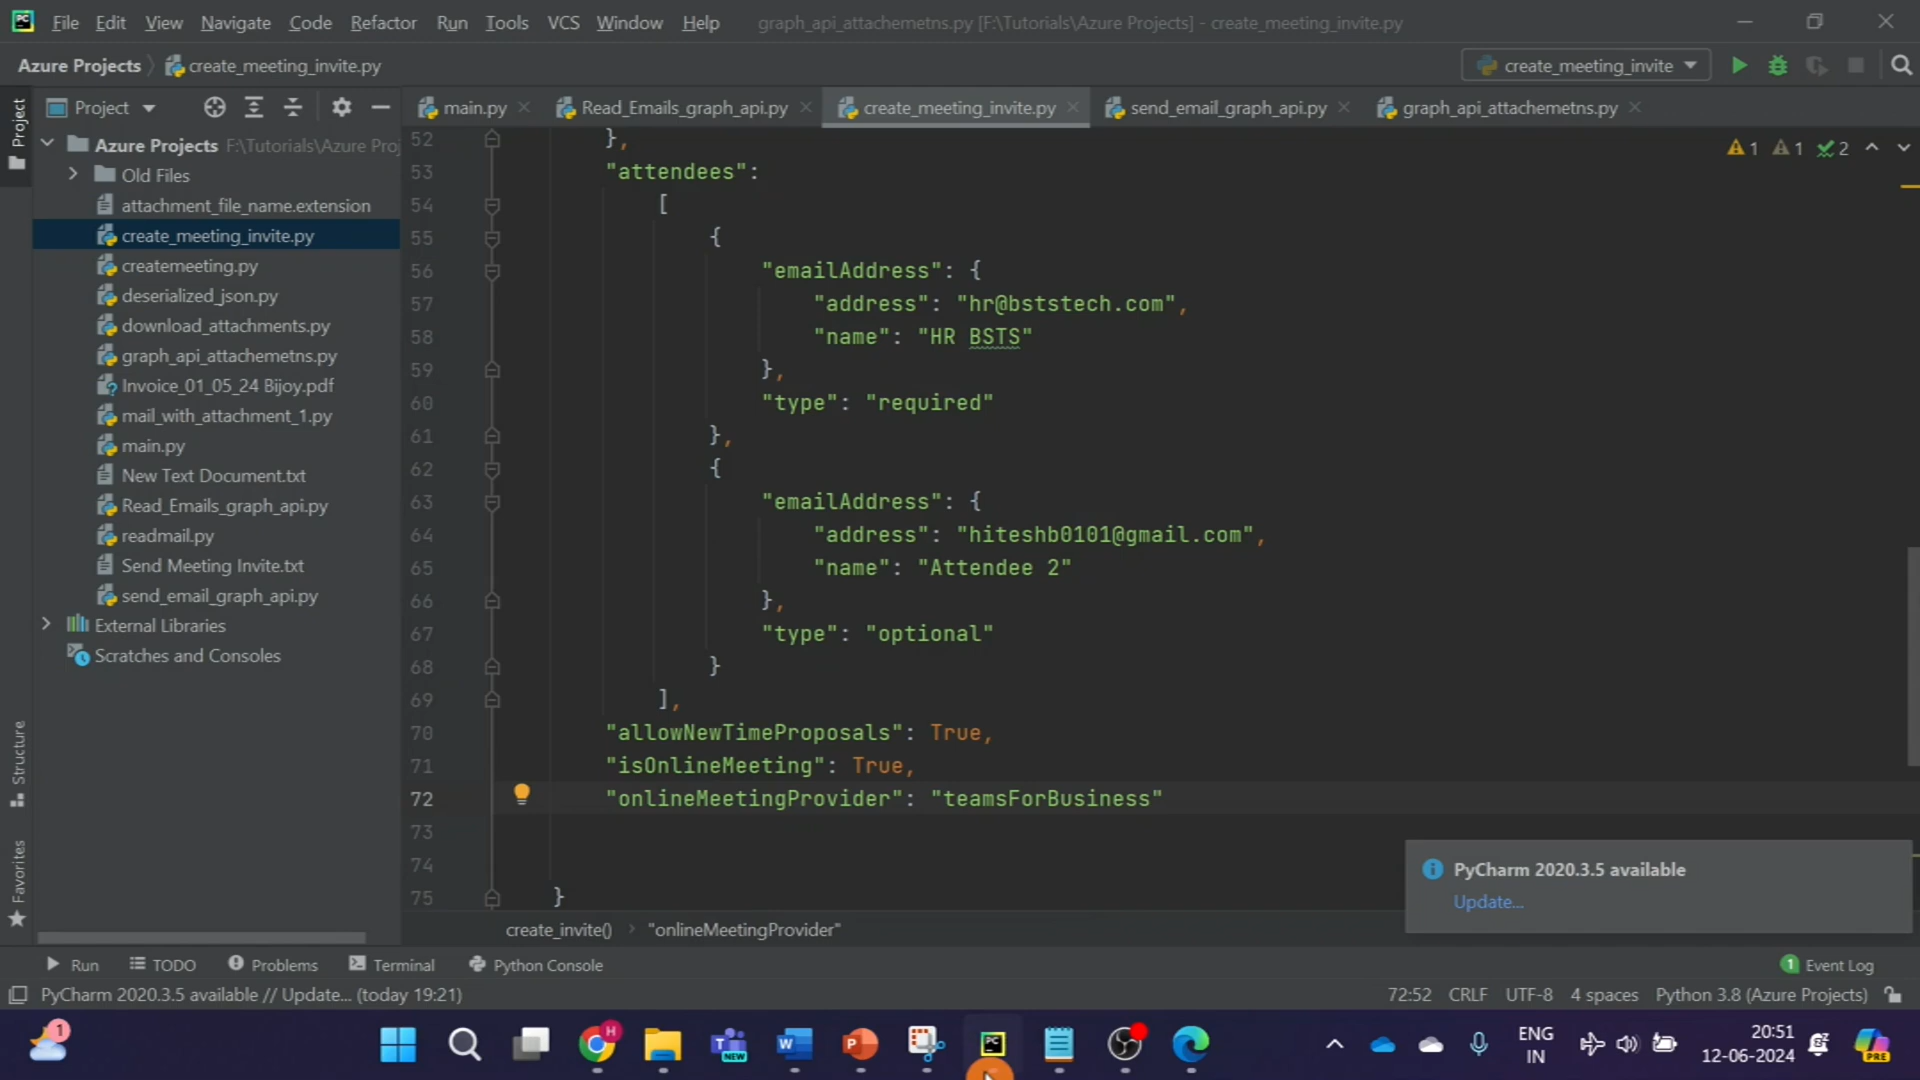 File Edit View Navigate Code Refactor Run Tools VCS Window Help graph_api_attachemetns.py [F:\Tutorials\Azure Projects] - create_meeting_invite.py
Azure Projects create_meeting_invite.py create_meeting_invite
Project
main.py Read_Emails_graph_api.py create_meeting_invite.py send_email_graph_api.py graph_api_attachemetns.py
Project
1 1 2
Azure Projects F:\Tutorials\Azure Proj
Old Files
attachment_file_name.extension
create_meeting_invite.py
createmeeting.py
deserialized_json.py
download_attachments.py
graph_api_attachemetns.py
Invoice_01_05_24 Bijoy.pdf
mail_with_attachment_1.py
main.py
New Text Document.txt
Read_Emails_graph_api.py
readmail.py
Send Meeting Invite.txt
send_email_graph_api.py
External Libraries
Scratches and Consoles
Structure
Favorites
52 },
53 "attendees":
54 [
55 {
56 "emailAddress": {
57 "address": "hr@bststech.com",
58 "name": "HR BSTS"
59 },
60 "type": "required"
61 },
62 {
63 "emailAddress": {
64 "address": "hiteshb0101@gmail.com",
65 "name": "Attendee 2"
66 },
67 "type": "optional"
68 }
69 ],
70 "allowNewTimeProposals": True,
71 "isOnlineMeeting": True,
72 "onlineMeetingProvider": "teamsForBusiness"
73
74
75 }
PyCharm 2020.3.5 available
Update...
create_invite() "onlineMeetingProvider"
Run TODO Problems Terminal Python Console 1 Event Log
PyCharm 2020.3.5 available // Update... (today 19:21) 72:52 CRLF UTF-8 4 spaces Python 3.8 (Azure Projects)
1 H NEW W P PC ENG 20:51
IN 12-06-2024 PRE